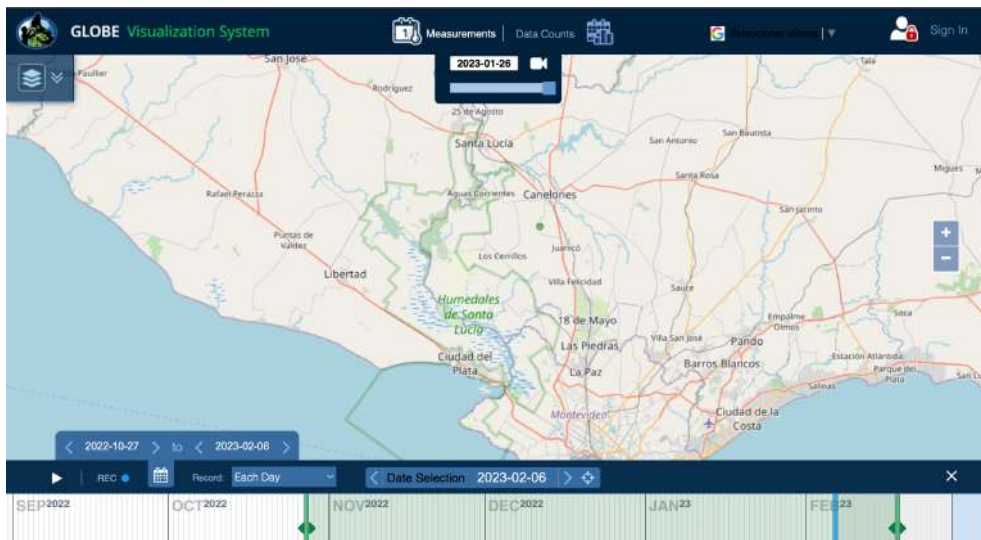 GLOBE Visualization System
1 Measurements | Data Counts
Seleccionar idioma | ▼
Sign In
2023-01-26
Paullier
San José
Rodríguez
Tala
25 de Agosto
Santa Lucía
San Antonio
San Bautista
Santa Rosa
Migues
Rafael Perazza
Aguas Corrientes
Canelones
San Jacinto
Puntas de
Valdez
Los Cerrillos
Juanicó
Libertad
Villa Felicidad
Sauce
Humedales
de Santa
Lucía
18 de Mayo
Empalme
Olmos
Soca
Las Piedras
Villa San José
Pando
Ciudad del
Plata
La Paz
Barros Blancos
Estación Atlántida
Parque del
Plata
San Lu
Salinas
Montevideo
Ciudad de la
Costa
+
−
< 2022-10-27 > to < 2023-02-06 >
REC
Record: Each Day
< Date Selection 2023-02-06 >
SEP2022 OCT2022 NOV2022 DEC2022 JAN23 FEB23